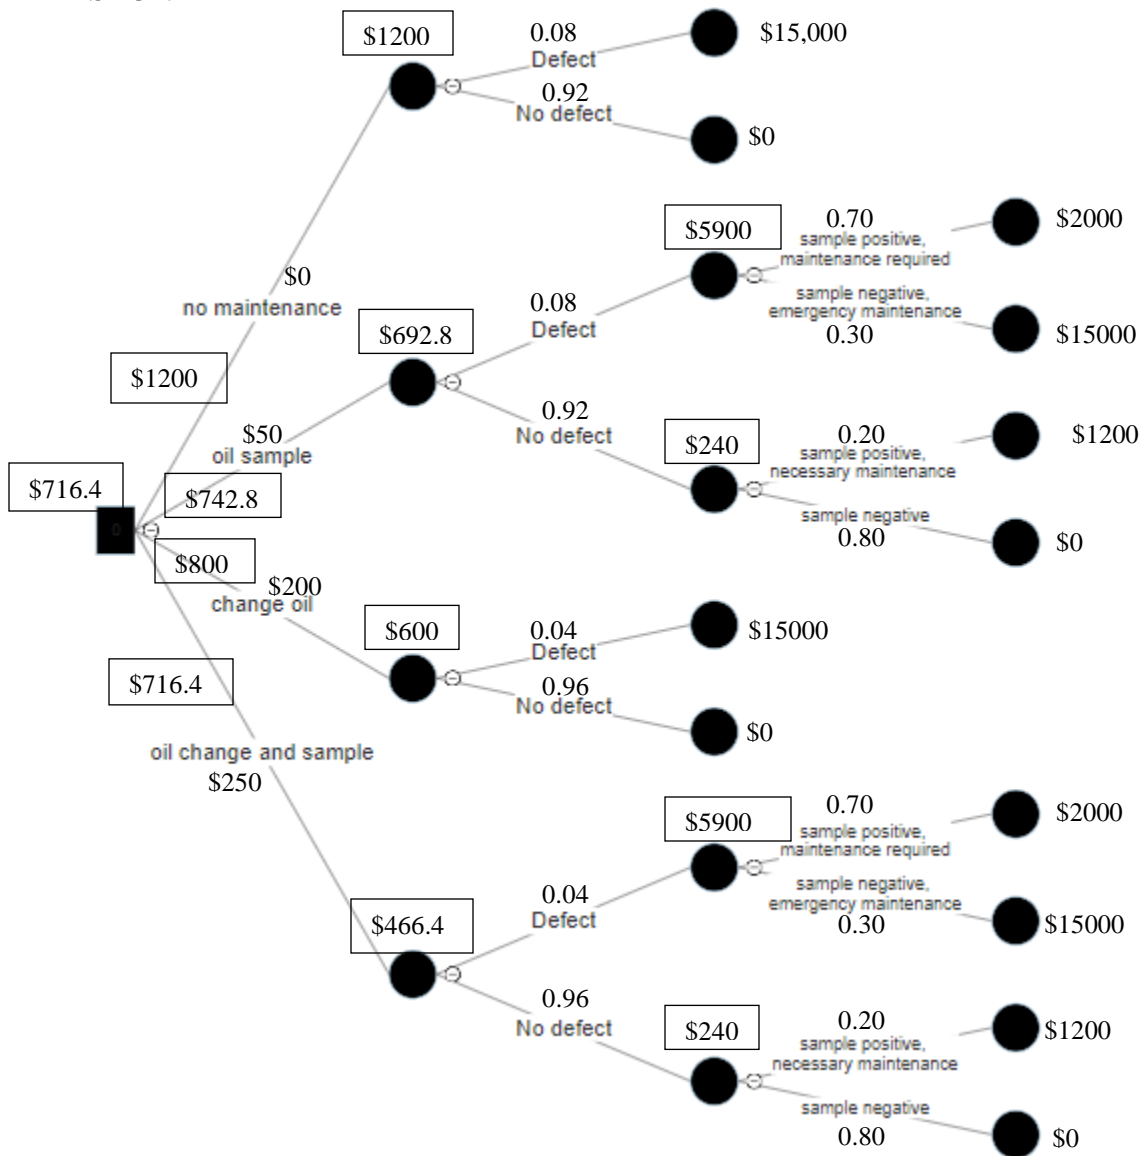 $1200
0.08
Defect
$15,000
0.92
No defect
$0
$0
no maintenance
$1200
$5900
0.70
sample positive,
maintenance required
$2000
sample negative,
emergency maintenance
0.30
$15000
0.08
Defect
$692.8
0.92
No defect
$240
0.20
sample positive,
necessary maintenance
$1200
sample negative
0.80
$0
$50
oil sample
$742.8
$716.4
0
$800
$200
change oil
$600
0.04
Defect
$15000
0.96
No defect
$0
$716.4
oil change and sample
$250
$5900
0.70
sample positive,
maintenance required
$2000
sample negative,
emergency maintenance
0.30
$15000
0.04
Defect
$466.4
0.96
No defect
$240
0.20
sample positive,
necessary maintenance
$1200
sample negative
0.80
$0